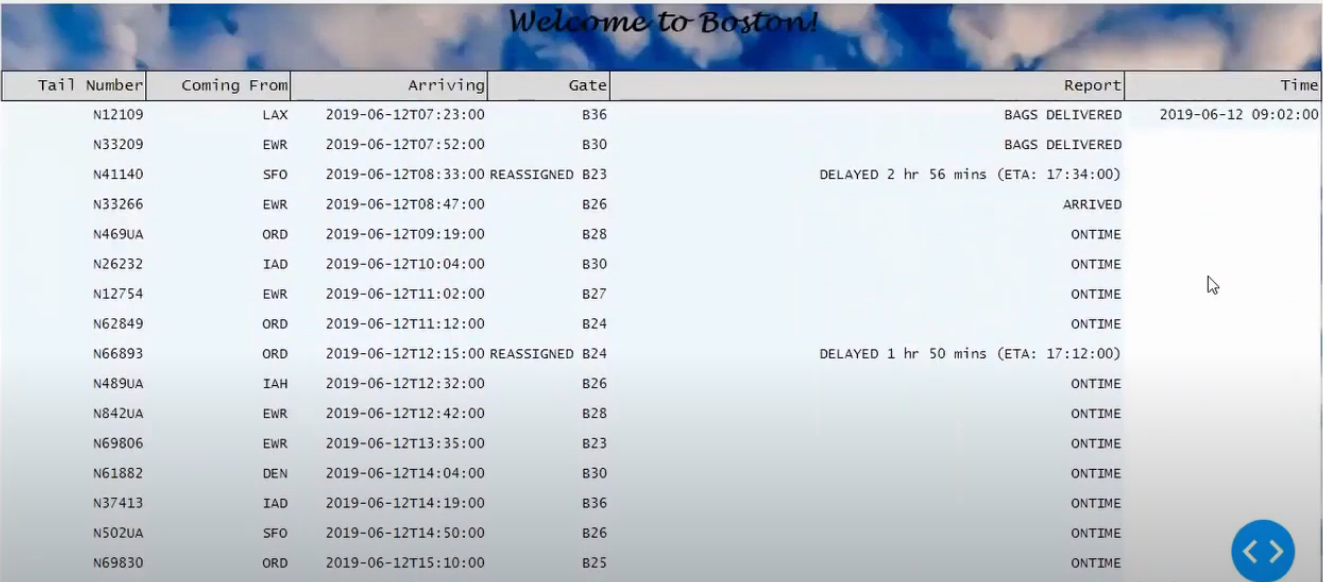 Welcome to Boston!
Tail Number Coming From Arriving Gate Report Time
N12109 LAX 2019-06-12T07:23:00 B36 BAGS DELIVERED 2019-06-12 09:02:00
N33209 EWR 2019-06-12T07:52:00 B30 BAGS DELIVERED
N41140 SFO 2019-06-12T08:33:00 REASSIGNED B23 DELAYED 2 hr 56 mins (ETA: 17:34:00)
N33266 EWR 2019-06-12T08:47:00 B26 ARRIVED
N469UA ORD 2019-06-12T09:19:00 B28 ONTIME
N26232 IAD 2019-06-12T10:04:00 B30 ONTIME
N12754 EWR 2019-06-12T11:02:00 B27 ONTIME
N62849 ORD 2019-06-12T11:12:00 B24 ONTIME
N66893 ORD 2019-06-12T12:15:00 REASSIGNED B24 DELAYED 1 hr 50 mins (ETA: 17:12:00)
N489UA IAH 2019-06-12T12:32:00 B26 ONTIME
N842UA EWR 2019-06-12T12:42:00 B28 ONTIME
N69806 EWR 2019-06-12T13:35:00 B23 ONTIME
N61882 DEN 2019-06-12T14:04:00 B30 ONTIME
N37413 IAD 2019-06-12T14:19:00 B36 ONTIME
N502UA SFO 2019-06-12T14:50:00 B26 ONTIME
N69830 ORD 2019-06-12T15:10:00 B25 ONTIME